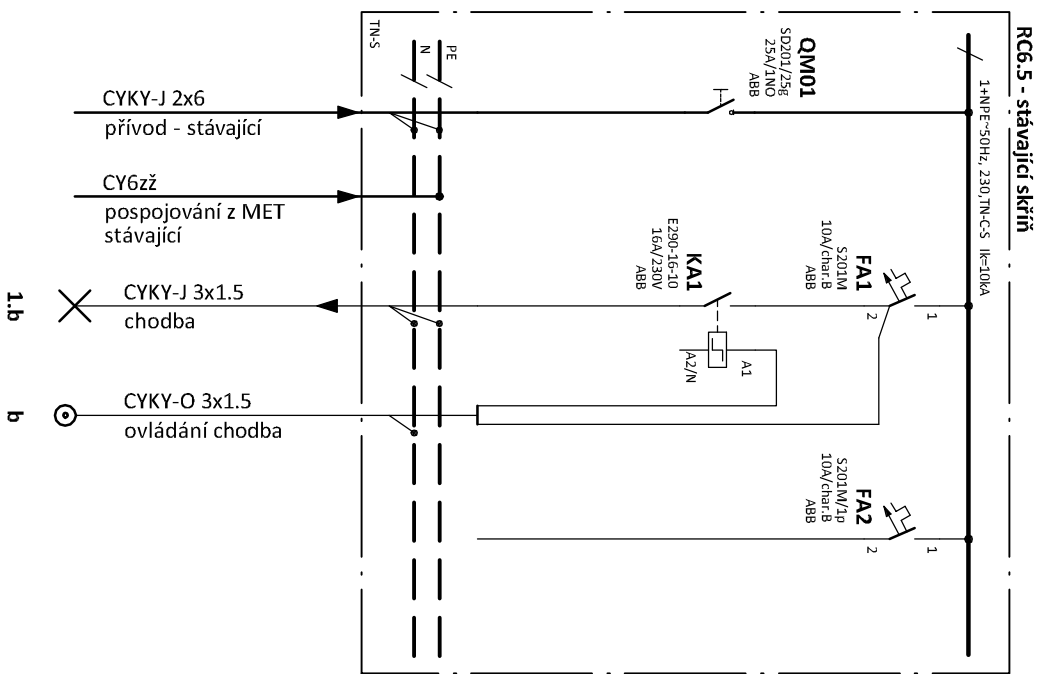 RC6.5 - stávající skříň
1+NPE~50Hz, 230,TN-C-S Ik=10kA
TN-S
N
PE
QM01
SD201/25g
25A/1NO
ABB
CYKY-J 2x6
přívod - stávající
CY6zž
pospojování z MET
stávající
KA1
E290-16-10
16A/230V
ABB
FA1
S201M
10A/char.B
ABB
1
2
CYKY-J 3x1.5
chodba
1.b
A1
A2/N
CYKY-O 3x1.5
ovládání chodba
b
FA2
S201M/1p
10A/char.B
ABB
1
2